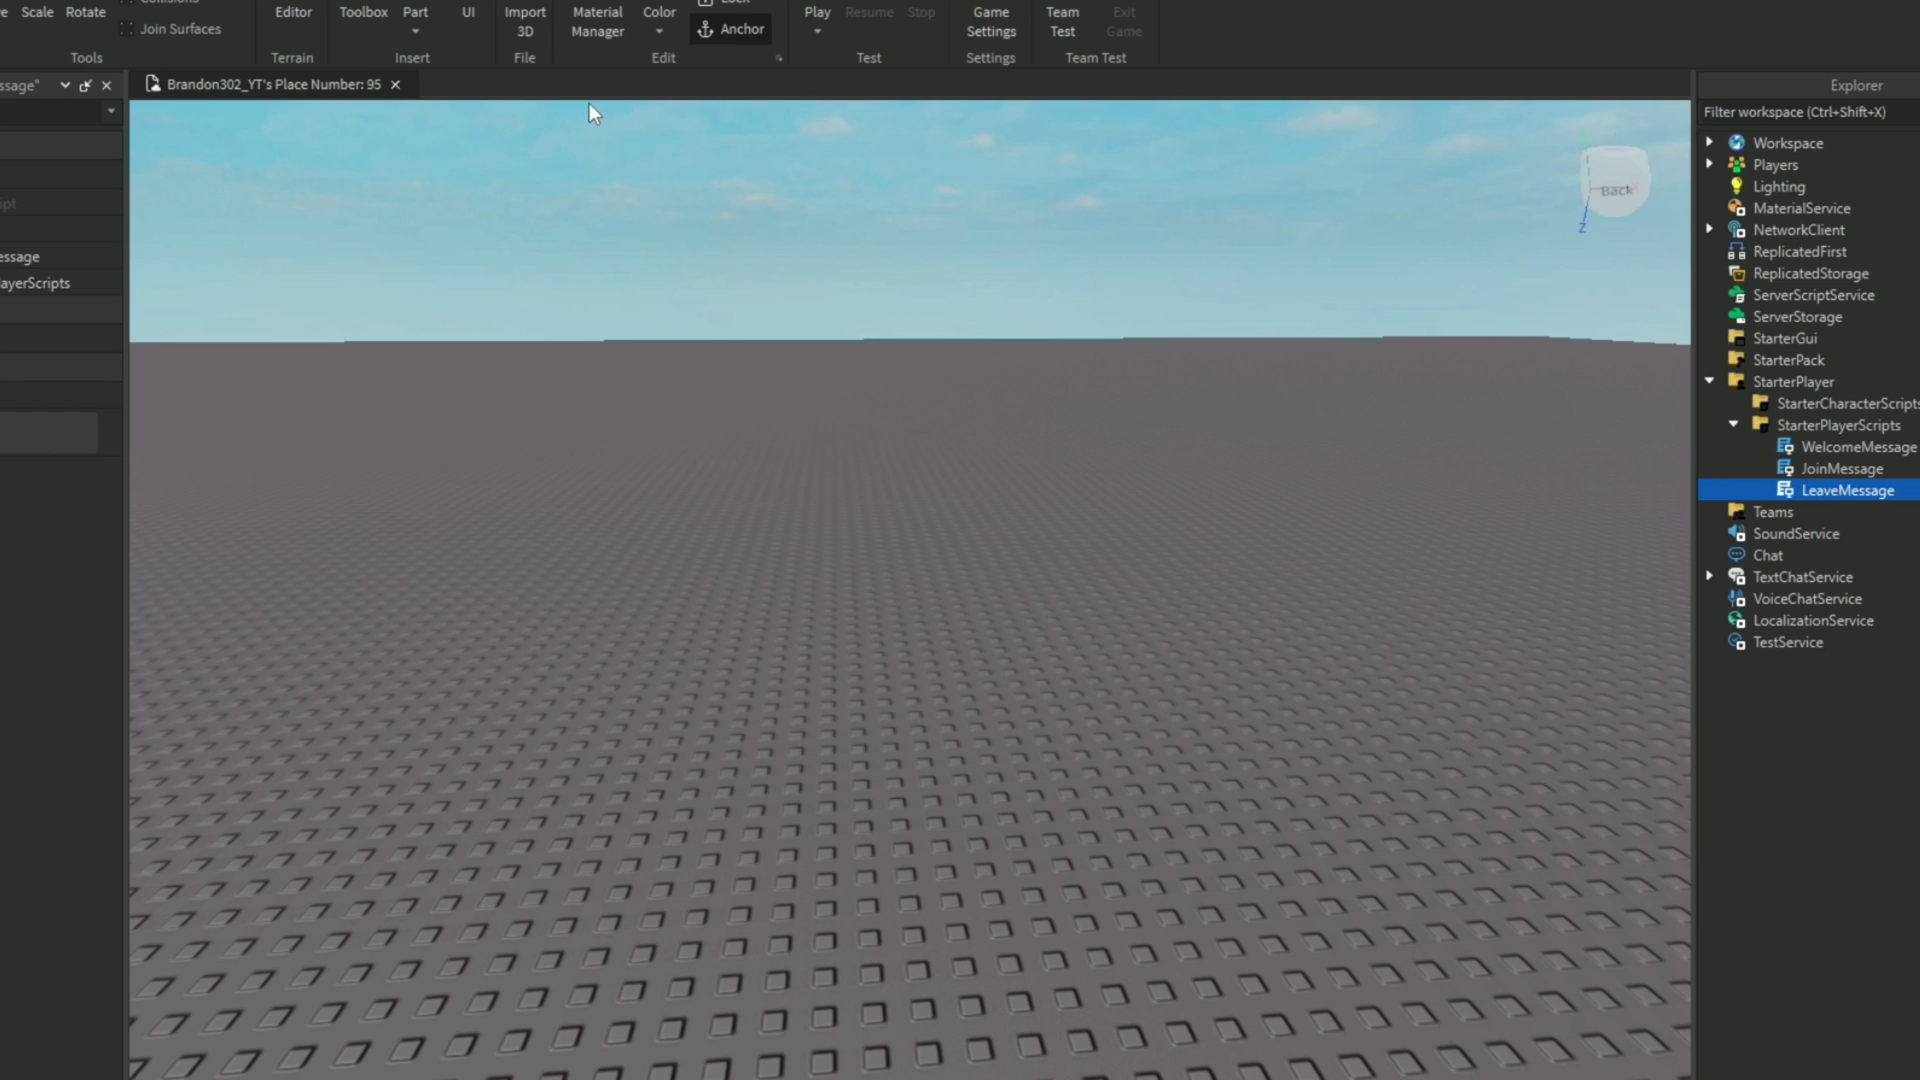 Scale Rotate
Join Surfaces
Tools
Editor
Terrain
Toolbox Part UI
Insert
Import
3D
File
Material
Manager
Color
Anchor
Edit
Play Resume Stop
Test
Game
Settings
Settings
Team
Test
Exit
Game
Team Test
ssage"
Brandon302_YT's Place Number: 95
ipt
essage
ayerScripts
Back
Z
Explorer
Filter workspace (Ctrl+Shift+X)
Workspace
Players
Lighting
MaterialService
NetworkClient
ReplicatedFirst
ReplicatedStorage
ServerScriptService
ServerStorage
StarterGui
StarterPack
StarterPlayer
StarterCharacterScripts
StarterPlayerScripts
WelcomeMessage
JoinMessage
LeaveMessage
Teams
SoundService
Chat
TextChatService
VoiceChatService
LocalizationService
TestService